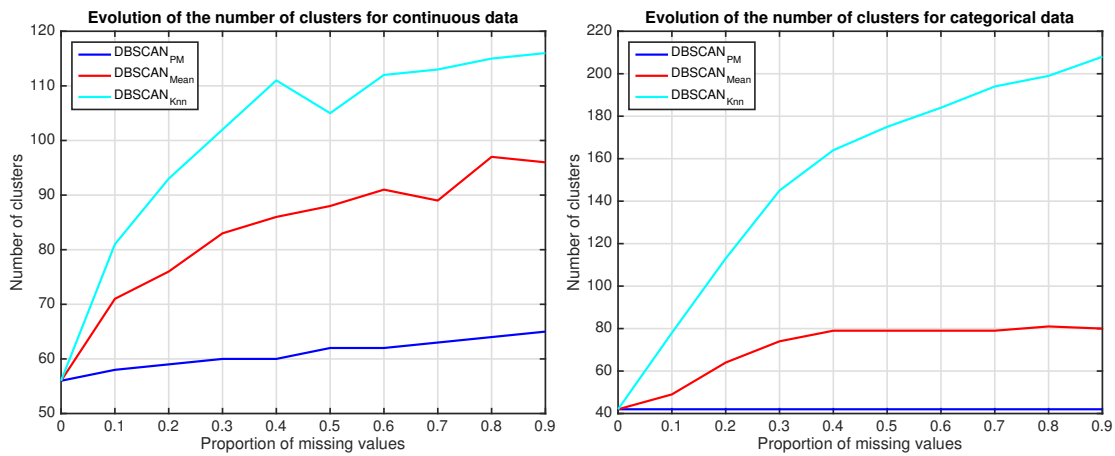 Evolution of the number of clusters for continuous data
120
110
100
90
80
70
60
50
Number of clusters
DBSCAN_PM
DBSCAN_Mean
DBSCAN_Knn
0 0.1 0.2 0.3 0.4 0.5 0.6 0.7 0.8 0.9
Proportion of missing values
Evolution of the number of clusters for categorical data
220
200
180
160
140
120
100
80
60
40
Number of clusters
DBSCAN_PM
DBSCAN_Mean
DBSCAN_Knn
0 0.1 0.2 0.3 0.4 0.5 0.6 0.7 0.8 0.9
Proportion of missing values